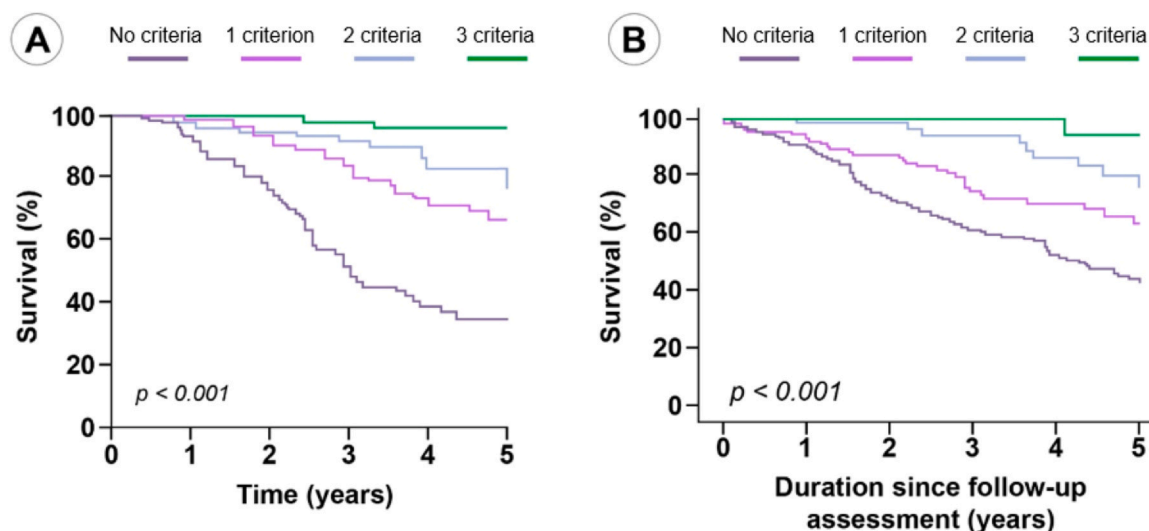 A
No criteria 1 criterion 2 criteria 3 criteria
Survival (%)
100
80
60
40
20
0
p < 0.001
0 1 2 3 4 5
Time (years)
B
No criteria 1 criterion 2 criteria 3 criteria
Survival (%)
100
80
60
40
20
0
p < 0.001
0 1 2 3 4 5
Duration since follow-up
assessment (years)